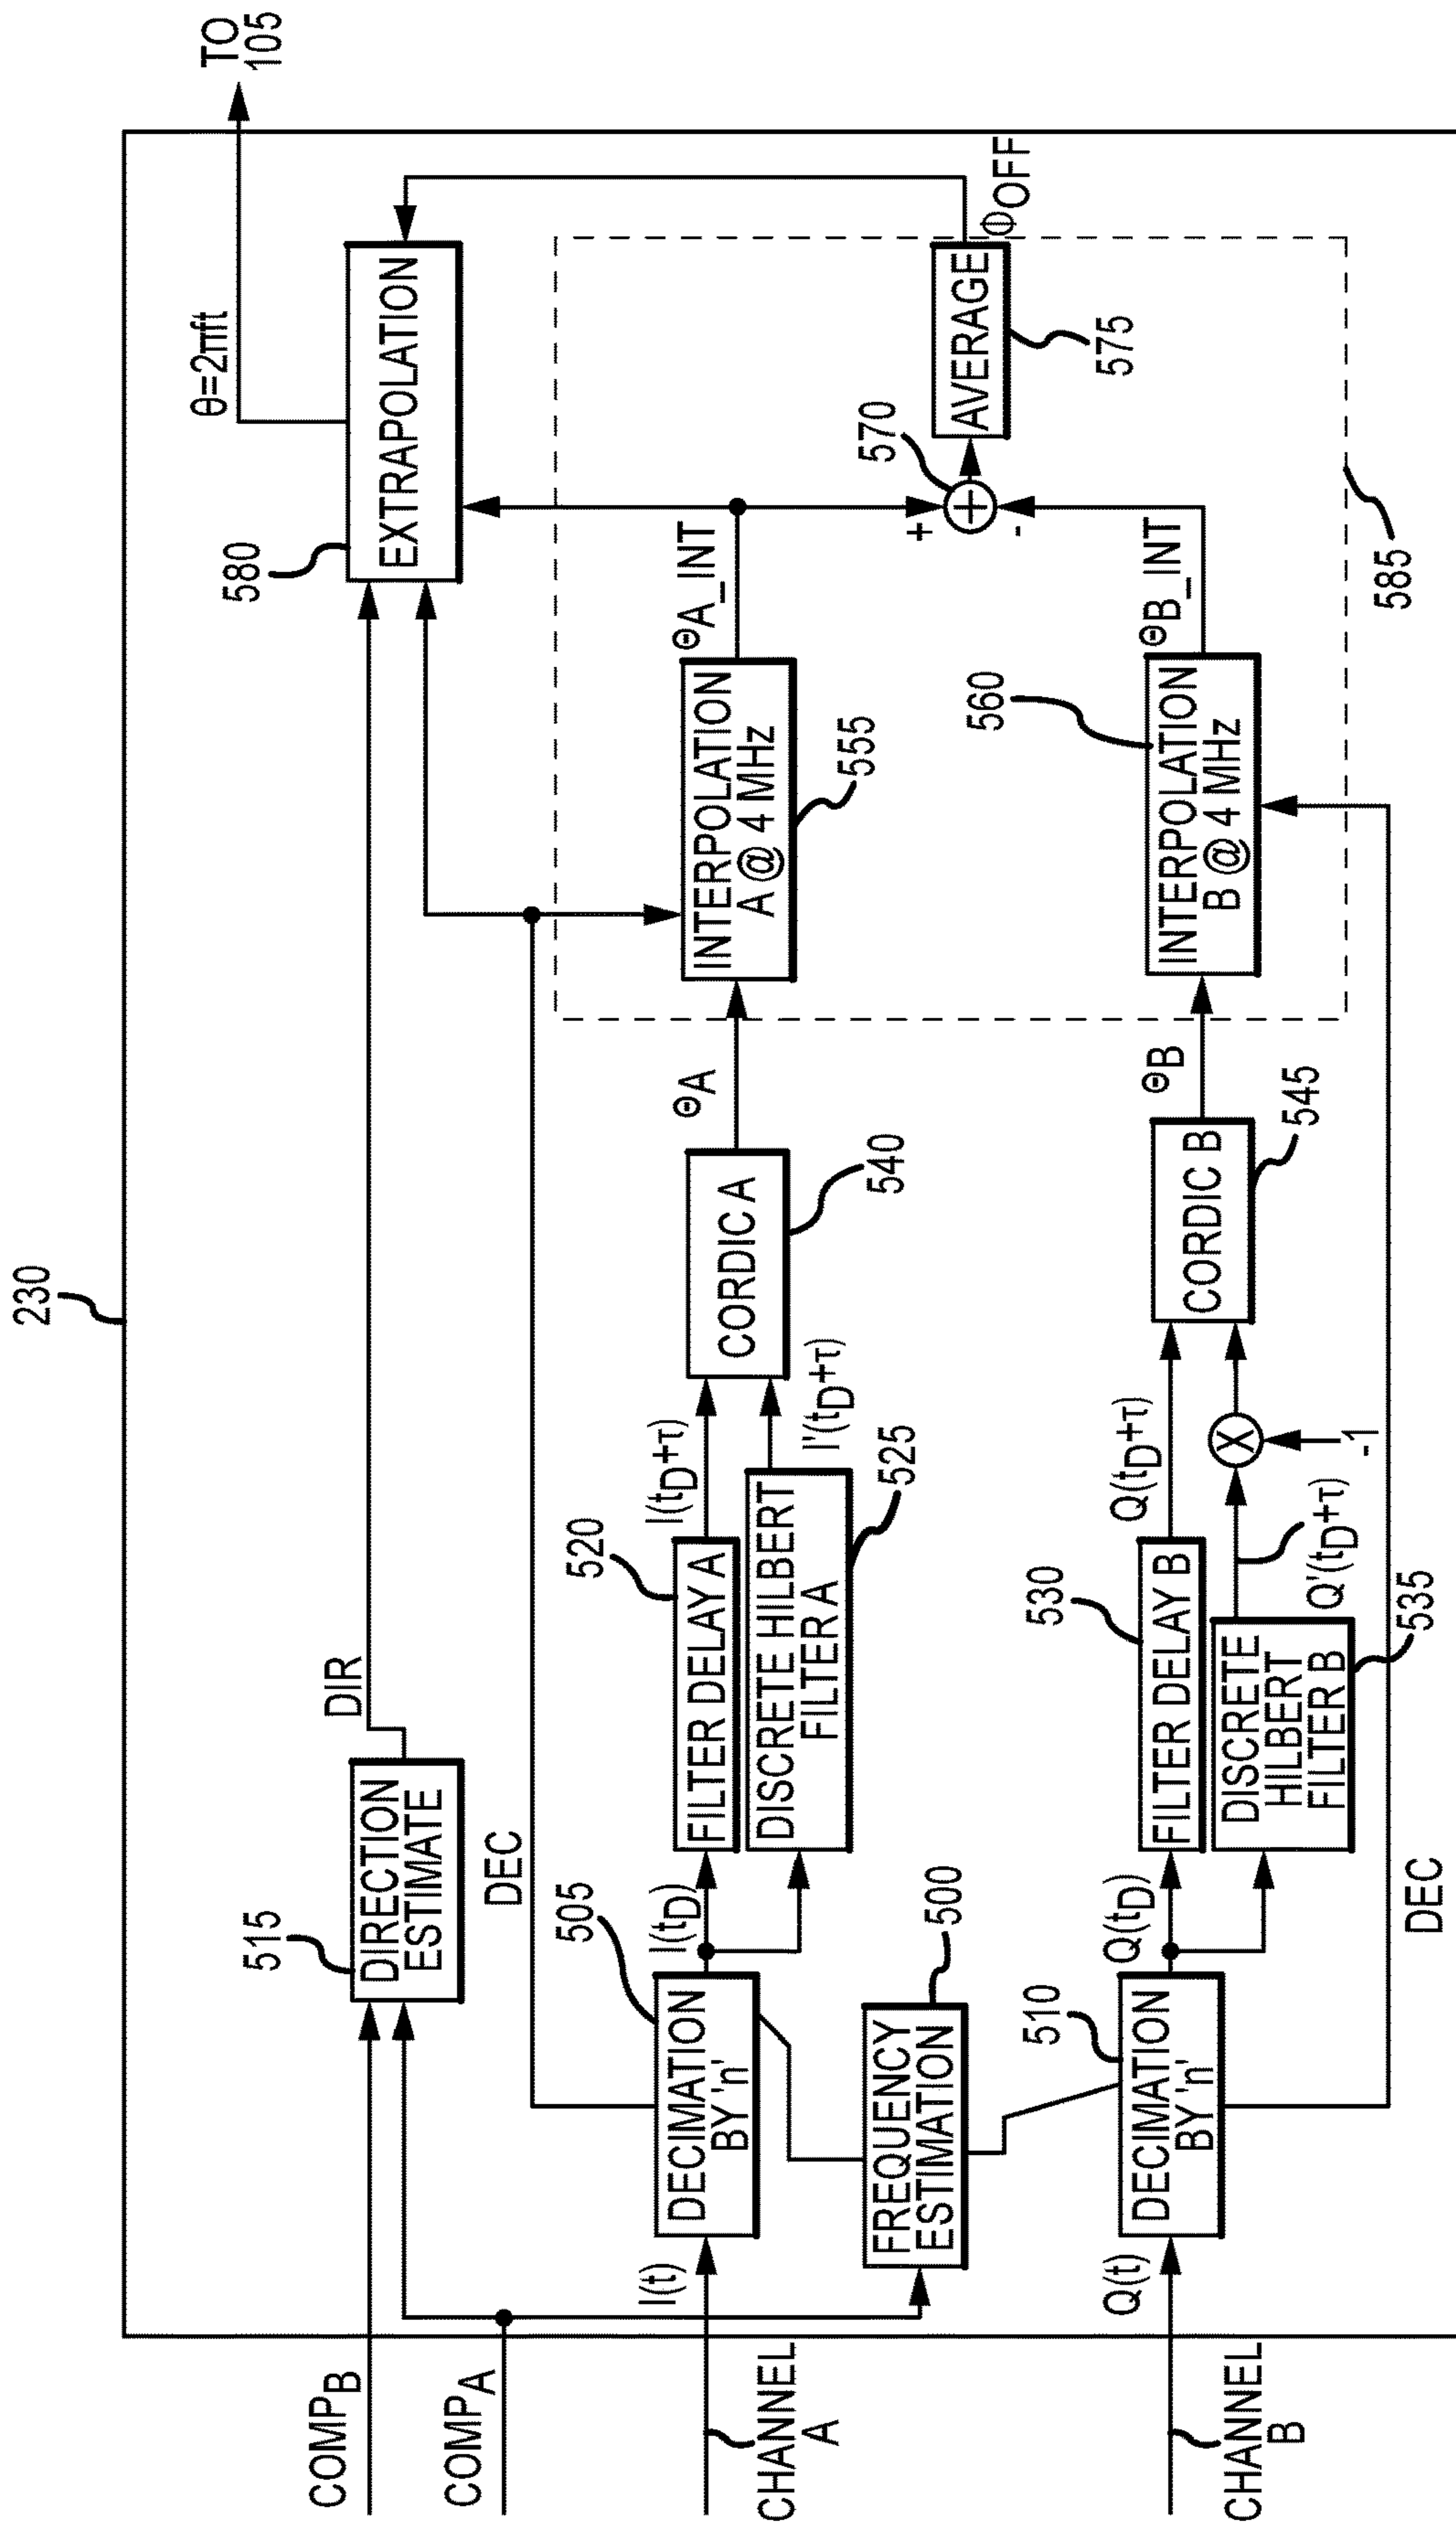 230
TO
105
θ=2πft
580
EXTRAPOLATION
DIR
515
DIRECTION
ESTIMATE
COMPB
COMPA
DEC
505
DECIMATION
BY 'n'
I(t)
CHANNEL
A
I(tD)
520
FILTER DELAY A
I(tD+τ)
DISCRETE HILBERT
FILTER A
525
I'(tD+τ)
CORDIC A
540
ΘA
INTERPOLATION
A @ 4 MHz
555
ΘA_INT
570
+
-
+
AVERAGE
575
ΦOFF
500
FREQUENCY
ESTIMATION
510
DECIMATION
BY 'n'
Q(t)
CHANNEL
B
Q(tD)
530
FILTER DELAY B
Q(tD+τ)
DISCRETE
HILBERT
FILTER B
535
Q'(tD+τ)
X
-1
CORDIC B
545
ΘB
560
INTERPOLATION
B @ 4 MHz
ΘB_INT
585
DEC